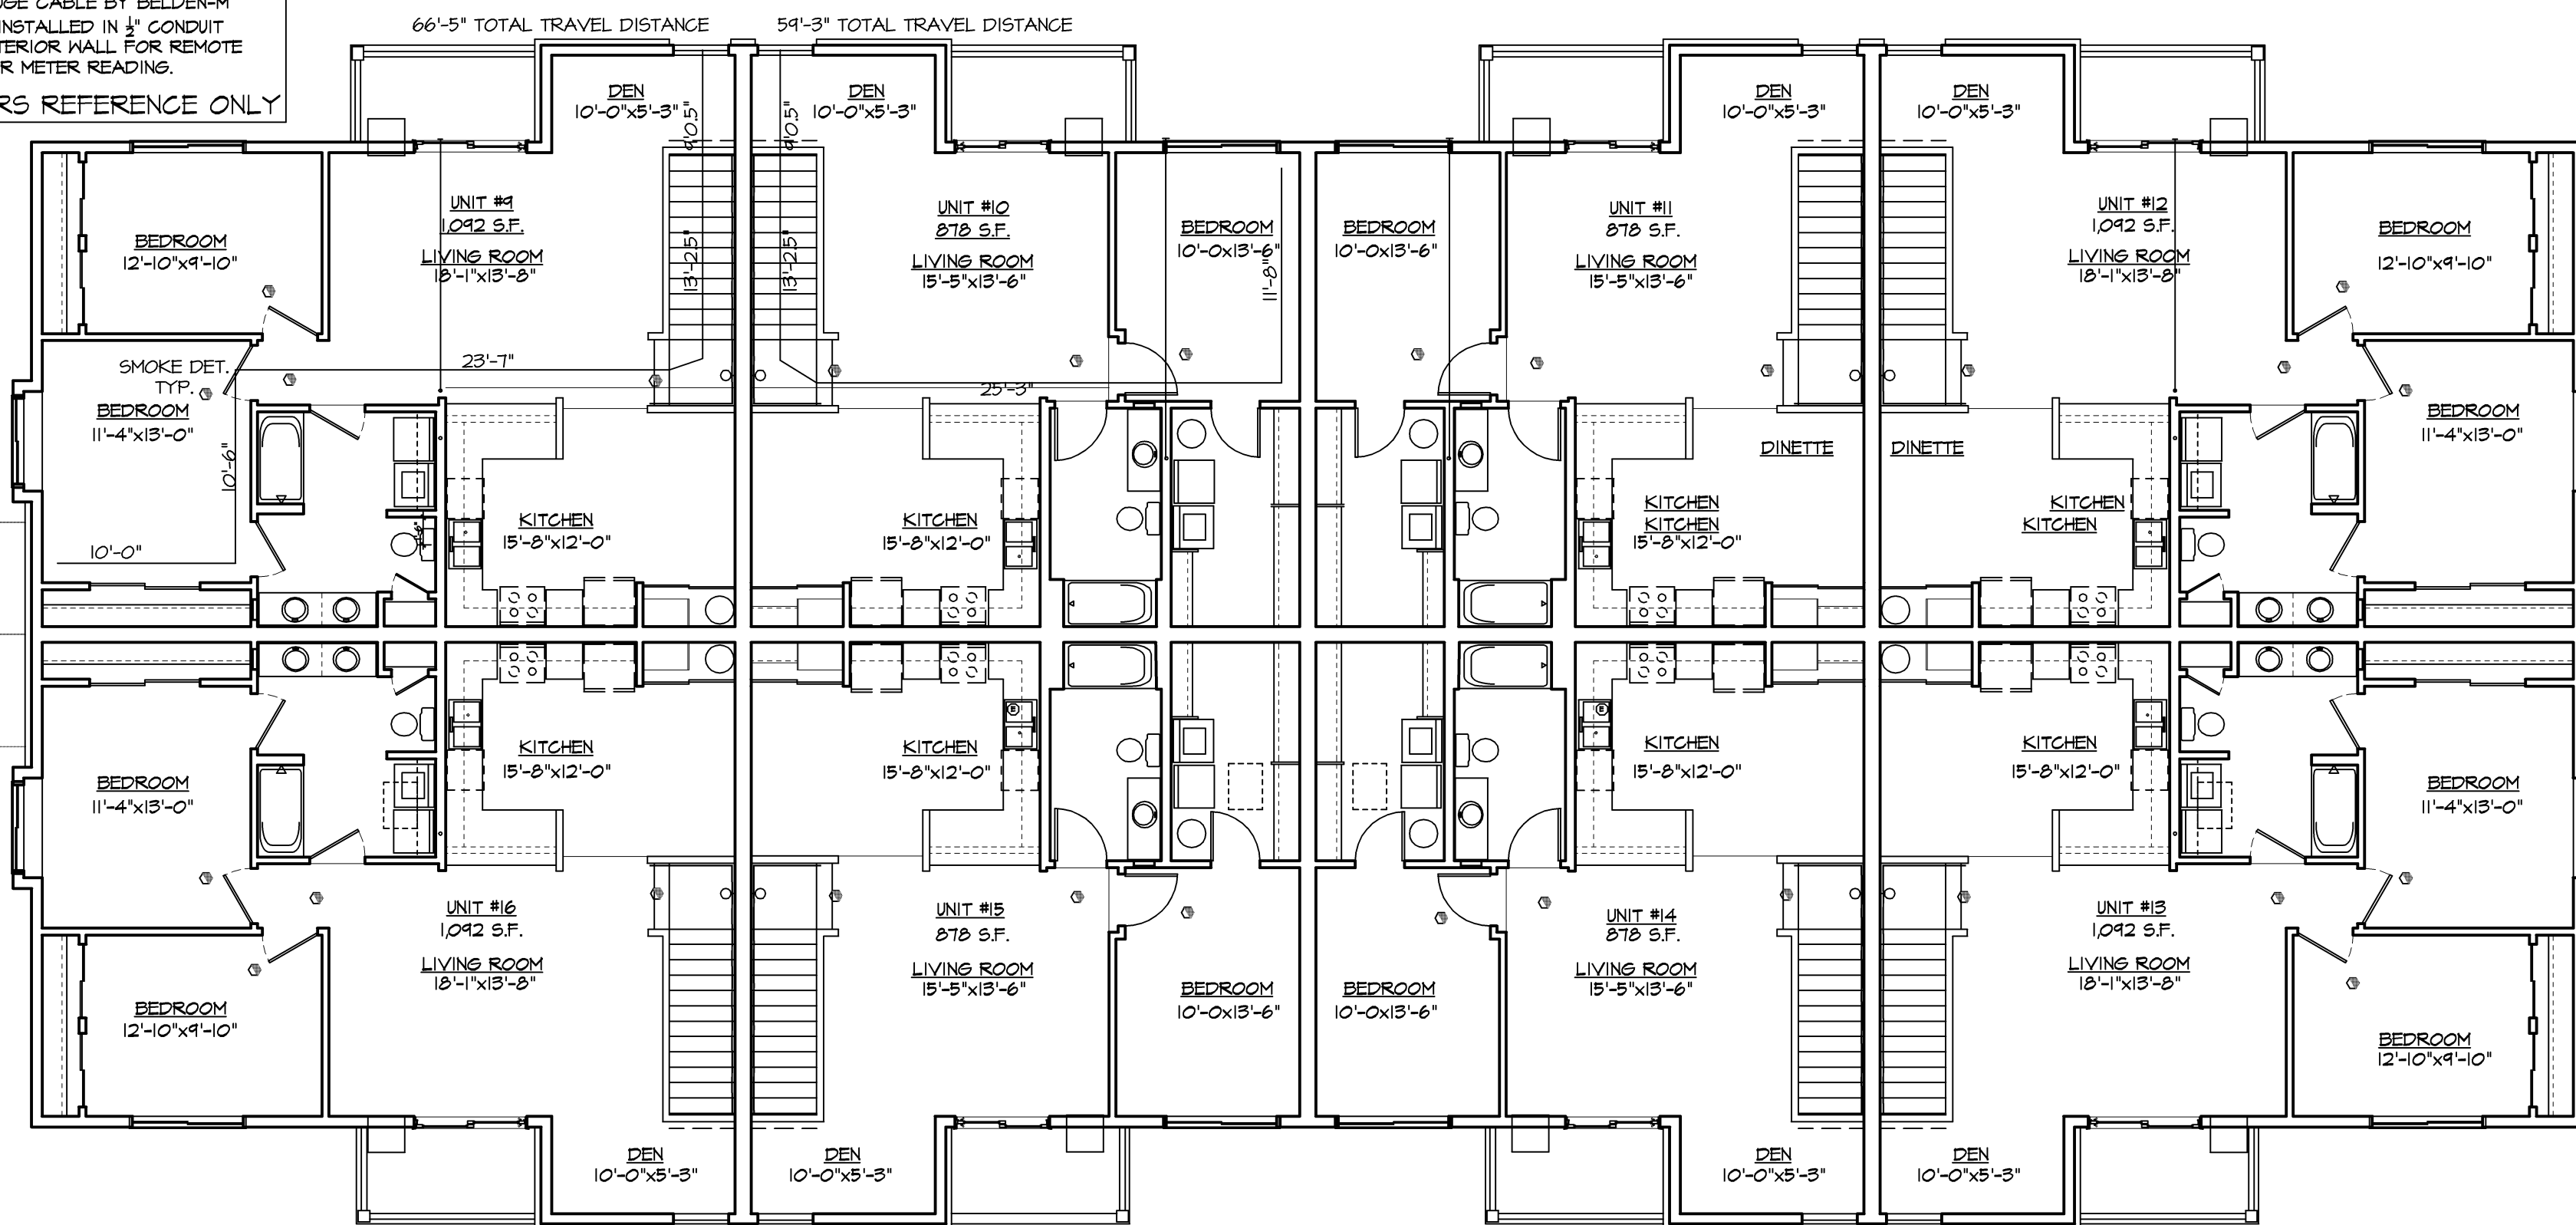 UGE CABLE BY BELDEN-M
INSTALLED IN ½" CONDUIT
TERIOR WALL FOR REMOTE
R METER READING.
RS REFERENCE ONLY
66'-5" TOTAL TRAVEL DISTANCE
59'-3" TOTAL TRAVEL DISTANCE
DEN
10'-0"x5'-3"
9'0.5"
DEN
10'-0"x5'-3"
9'0.5"
DEN
10'-0"x5'-3"
DEN
10'-0"x5'-3"
BEDROOM
12'-10"x9'-10"
UNIT #9
1,092 S.F.
LIVING ROOM
18'-1"x13'-8"
13'-2.5"
13'-2.5"
UNIT #10
878 S.F.
LIVING ROOM
15'-5"x13'-6"
BEDROOM
10'-0x13'-6"
11'-8"
BEDROOM
10'-0x13'-6"
UNIT #11
878 S.F.
LIVING ROOM
15'-5"x13'-6"
UNIT #12
1,092 S.F.
LIVING ROOM
18'-1"x13'-8"
BEDROOM
12'-10"x9'-10"
SMOKE DET.
TYP.
BEDROOM
11'-4"x13'-0"
10'-6"
10'-0"
23'-7"
25'-3"
KITCHEN
15'-8"x12'-0"
KITCHEN
15'-8"x12'-0"
DINETTE
KITCHEN
KITCHEN
15'-8"x12'-0"
DINETTE
KITCHEN
KITCHEN
BEDROOM
11'-4"x13'-0"
BEDROOM
11'-4"x13'-0"
KITCHEN
15'-8"x12'-0"
KITCHEN
15'-8"x12'-0"
KITCHEN
15'-8"x12'-0"
KITCHEN
15'-8"x12'-0"
BEDROOM
11'-4"x13'-0"
UNIT #16
1,092 S.F.
LIVING ROOM
18'-1"x13'-8"
UNIT #15
878 S.F.
LIVING ROOM
15'-5"x13'-6"
BEDROOM
10'-0x13'-6"
BEDROOM
10'-0x13'-6"
UNIT #14
878 S.F.
LIVING ROOM
15'-5"x13'-6"
UNIT #13
1,092 S.F.
LIVING ROOM
18'-1"x13'-8"
BEDROOM
12'-10"x9'-10"
BEDROOM
12'-10"x9'-10"
DEN
10'-0"x5'-3"
DEN
10'-0"x5'-3"
DEN
10'-0"x5'-3"
DEN
10'-0"x5'-3"